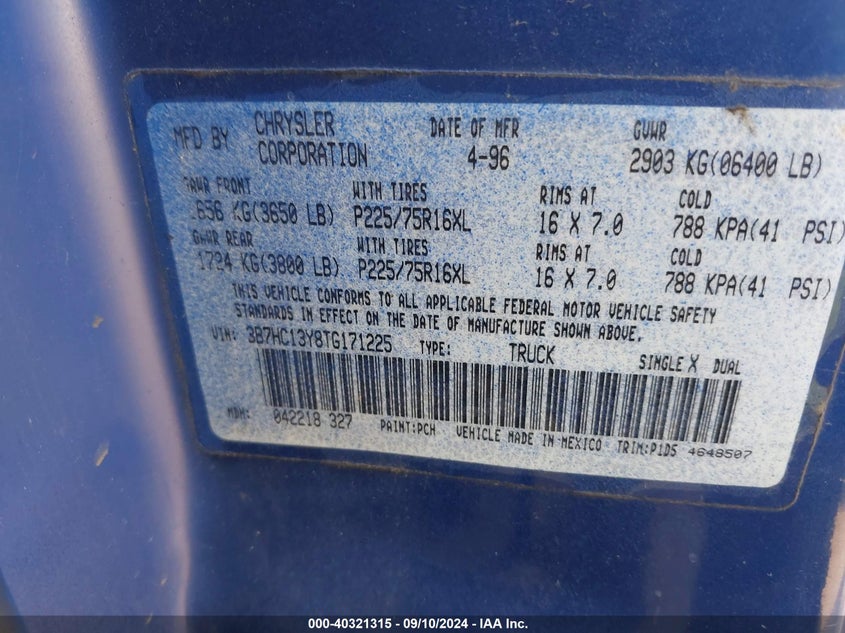 MFD BY CHRYSLER CORPORATION DATE OF MFR 4-96 GVWR 2903 KG(06400 LB)
FRONT WITH TIRES RIMS AT COLD
656 KG(3650 LB) P225/75R16XL 16 X 7.0 788 KPA(41 PSI)
GWWR REAR WITH TIRES RIMS AT COLD
1724 KG(3800 LB) P225/75R16XL 16 X 7.0 788 KPA(41 PSI)
THIS VEHICLE CONFORMS TO ALL APPLICABLE FEDERAL MOTOR VEHICLE SAFETY
STANDARDS IN EFFECT ON THE DATE OF MANUFACTURE SHOWN ABOVE.
VIN: 3B7HC13Y8TG171225 TYPE: TRUCK SINGLE X DUAL
MDH: 042218 327 PAINT:PCH VEHICLE MADE IN MEXICO TRIM:P1D5 4648507
000-40321315 - 09/10/2024 - IAA Inc.